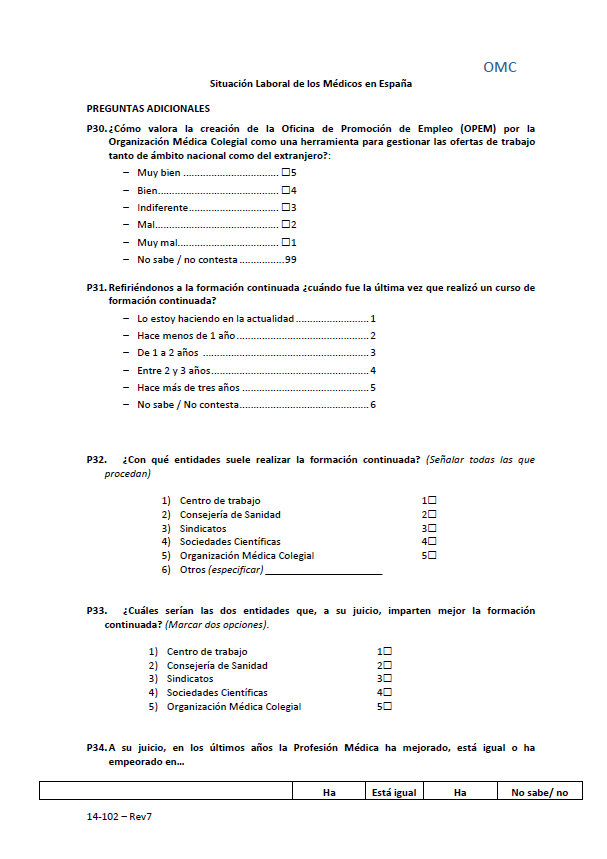 OMC
Situación Laboral de los Médicos en España
PREGUNTAS ADICIONALES
P30. ¿Cómo valora la creación de la Oficina de Promoción de Empleo (OPEM) por la
Organización Médica Colegial como una herramienta para gestionar las ofertas de trabajo
tanto de ámbito nacional como del extranjero?:
– Muy bien .................................. ☐5
– Bien........................................... ☐4
– Indiferente................................ ☐3
– Mal............................................ ☐2
– Muy mal.................................... ☐1
– No sabe / no contesta ................99
P31. Refiriéndonos a la formación continuada ¿cuándo fue la última vez que realizó un curso de
formación continuada?
– Lo estoy haciendo en la actualidad .......................... 1
– Hace menos de 1 año............................................... 2
– De 1 a 2 años ........................................................... 3
– Entre 2 y 3 años........................................................ 4
– Hace más de tres años ............................................. 5
– No sabe / No contesta.............................................. 6
P32. ¿Con qué entidades suele realizar la formación continuada? (Señalar todas las que
procedan)
1) Centro de trabajo 1☐
2) Consejería de Sanidad 2☐
3) Sindicatos 3☐
4) Sociedades Científicas 4☐
5) Organización Médica Colegial 5☐
6) Otros (especificar) ______________________
P33. ¿Cuáles serían las dos entidades que, a su juicio, imparten mejor la formación
continuada? (Marcar dos opciones).
1) Centro de trabajo 1☐
2) Consejería de Sanidad 2☐
3) Sindicatos 3☐
4) Sociedades Científicas 4☐
5) Organización Médica Colegial 5☐
P34. A su juicio, en los últimos años la Profesión Médica ha mejorado, está igual o ha
empeorado en…
Ha Está igual Ha No sabe/ no
14-102 – Rev7